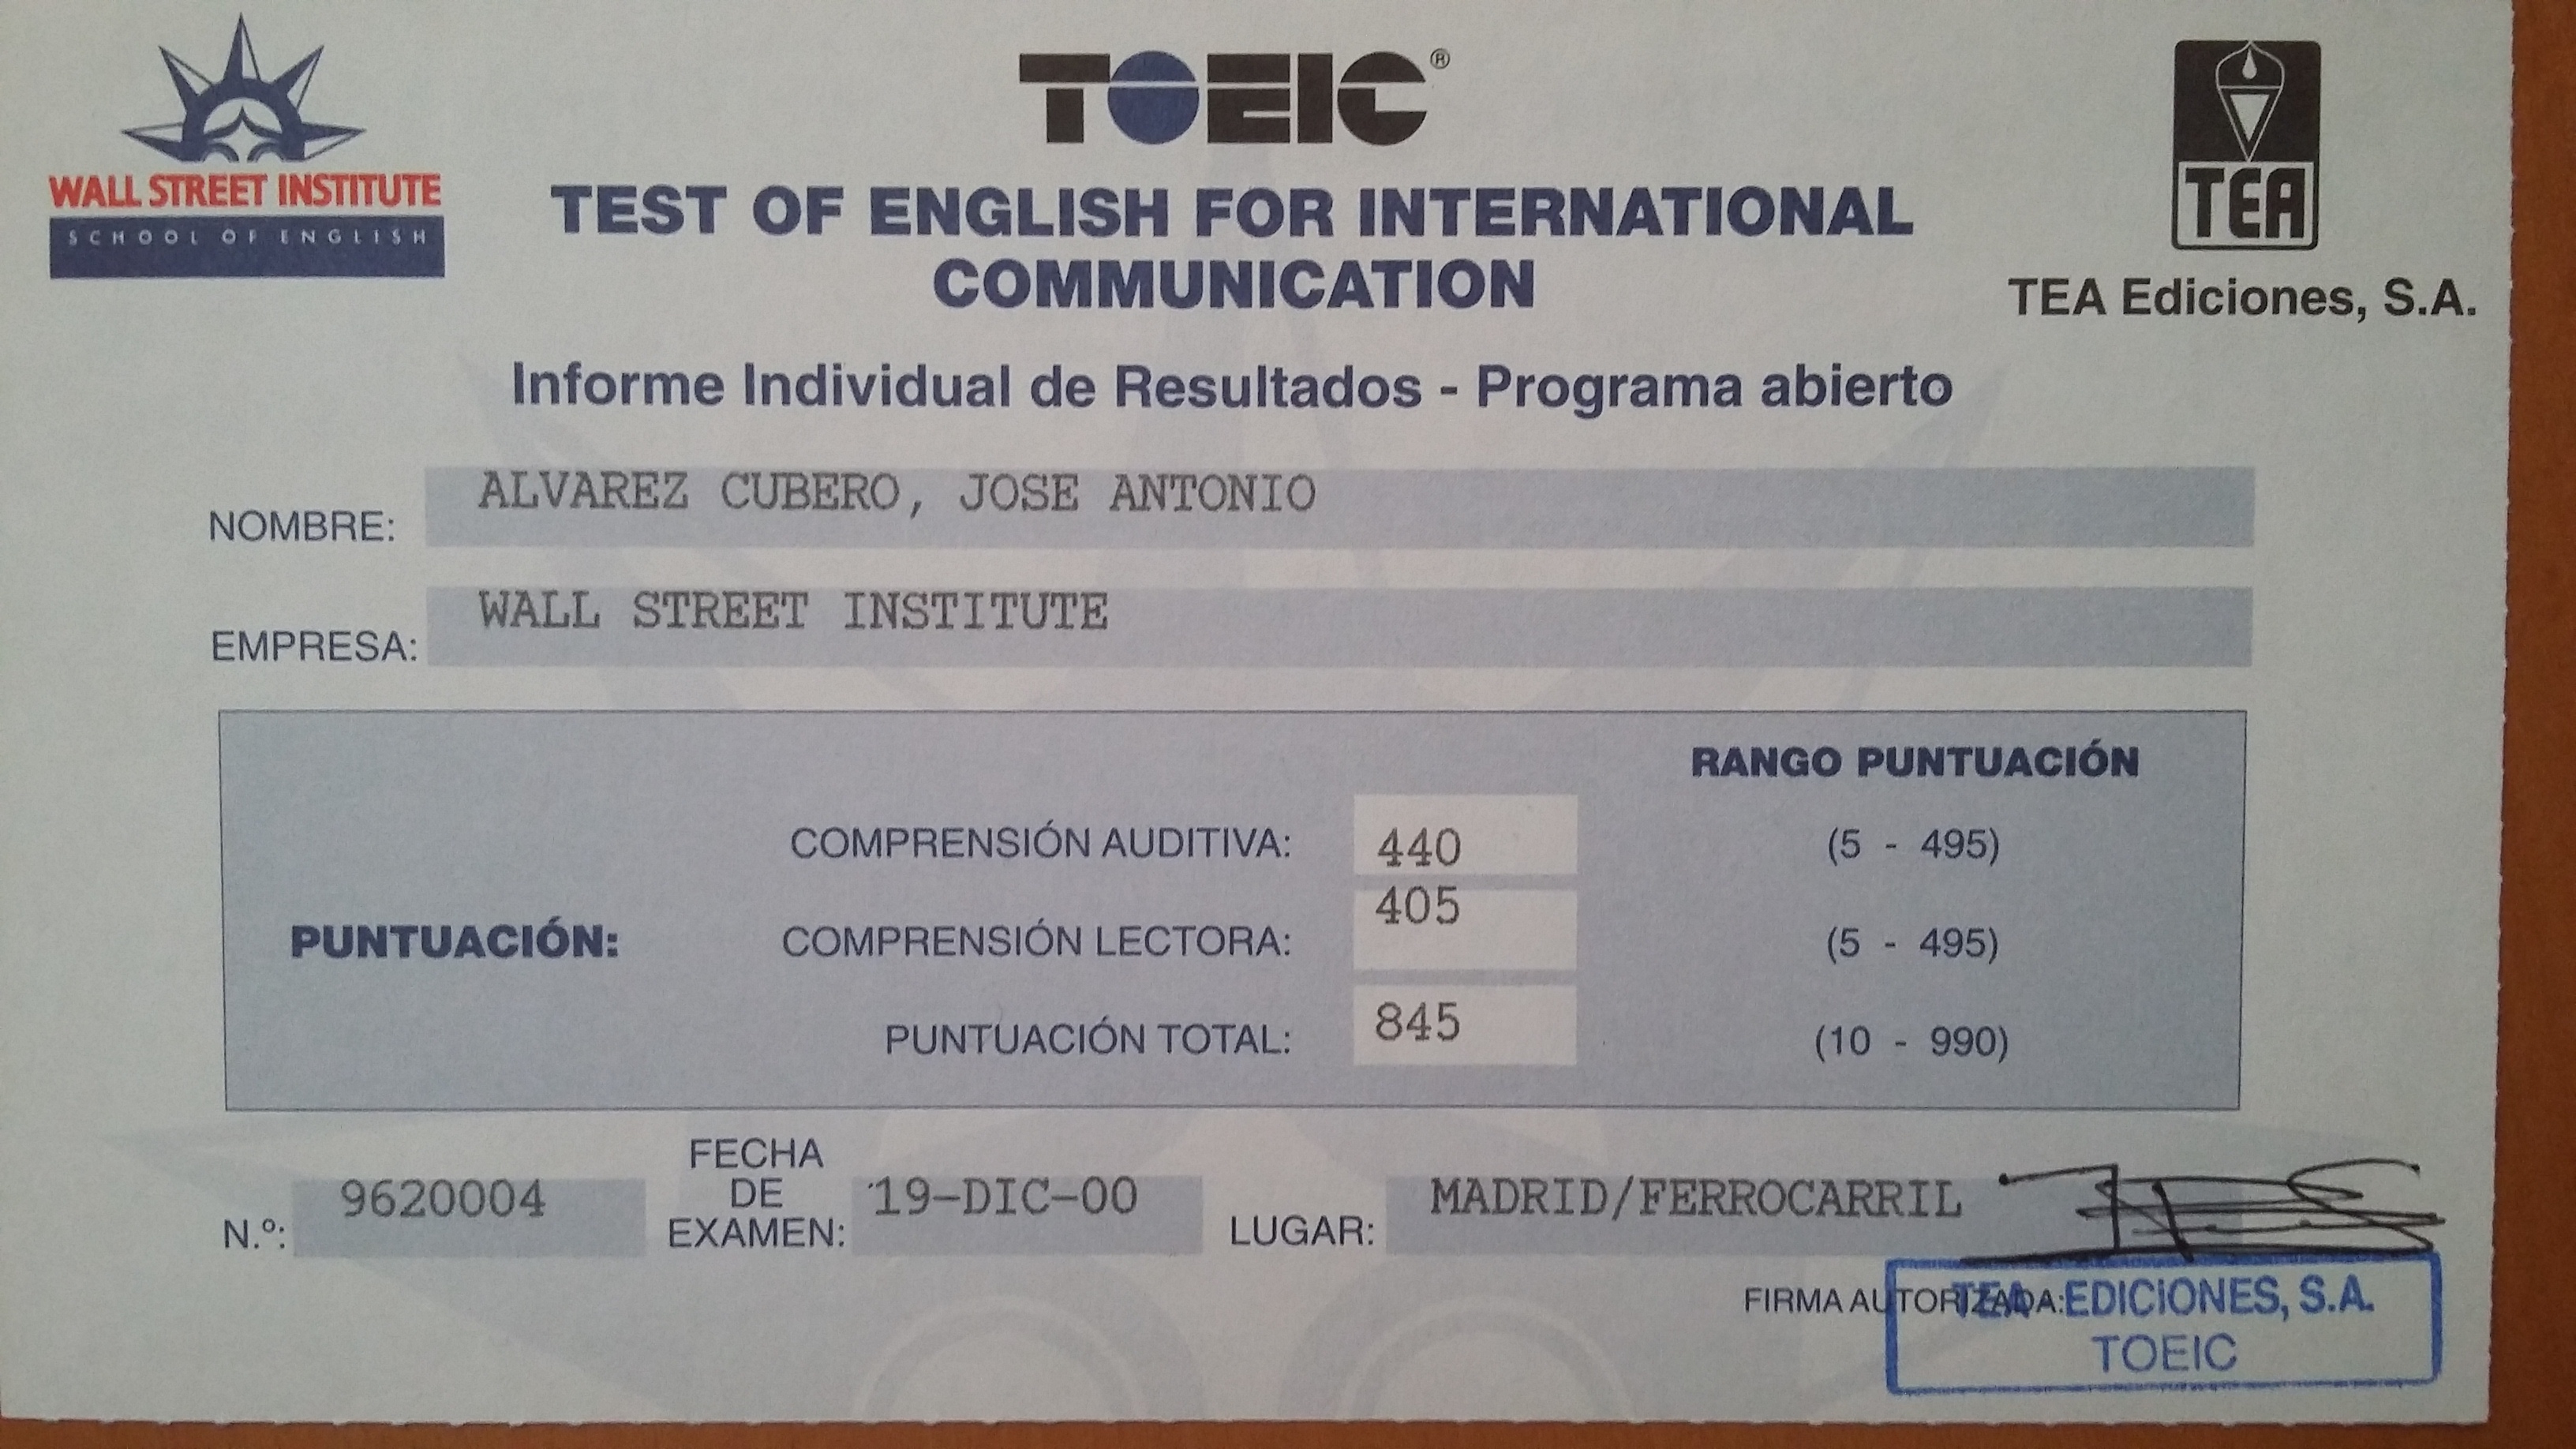 WALL STREET INSTITUTE
SCHOOL OF ENGLISH
TOEIC®
TEA
TEA Ediciones, S.A.
TEST OF ENGLISH FOR INTERNATIONAL
COMMUNICATION
Informe Individual de Resultados - Programa abierto
NOMBRE: ALVAREZ CUBERO, JOSE ANTONIO
EMPRESA: WALL STREET INSTITUTE
RANGO PUNTUACIÓN
COMPRENSIÓN AUDITIVA: 440 (5 - 495)
PUNTUACIÓN: COMPRENSIÓN LECTORA: 405 (5 - 495)
PUNTUACIÓN TOTAL: 845 (10 - 990)
N.º: 9620004 FECHA DE EXAMEN: 19-DIC-00 LUGAR: MADRID/FERROCARRIL
FIRMA AUTORIZADA:
TEA EDICIONES, S.A.
TOEIC